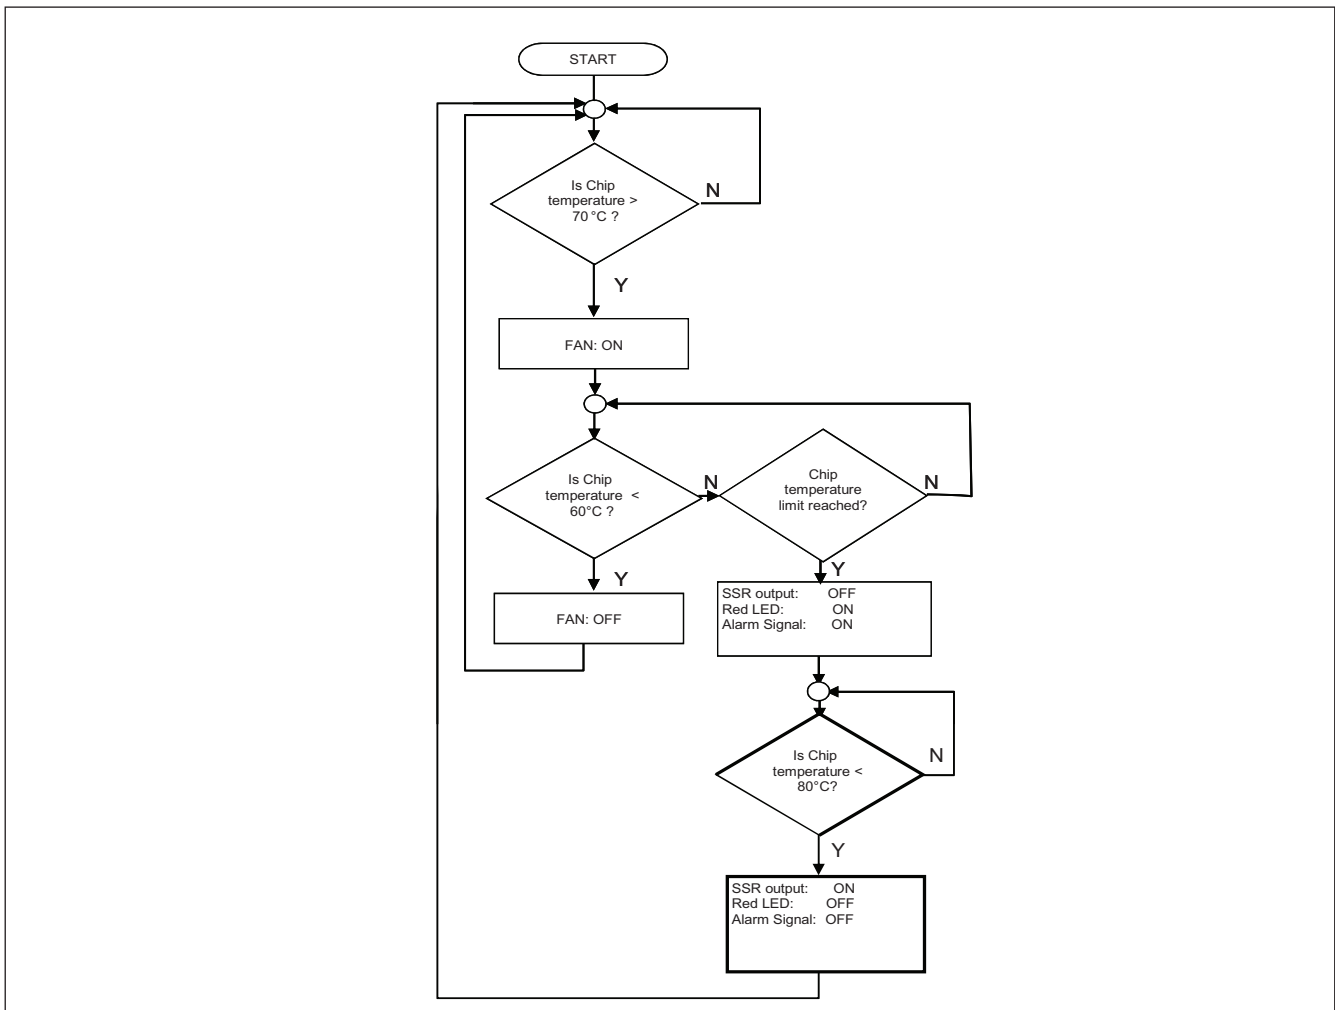 START
Is Chip
temperature >
70 °C ?
N
Y
FAN: ON
Is Chip
temperature <
60°C ?
N
Chip
temperature
limit reached?
N
Y
Y
FAN: OFF
SSR output: OFF
Red LED: ON
Alarm Signal: ON
Is Chip
temperature <
80°C?
N
Y
SSR output: ON
Red LED: OFF
Alarm Signal: OFF